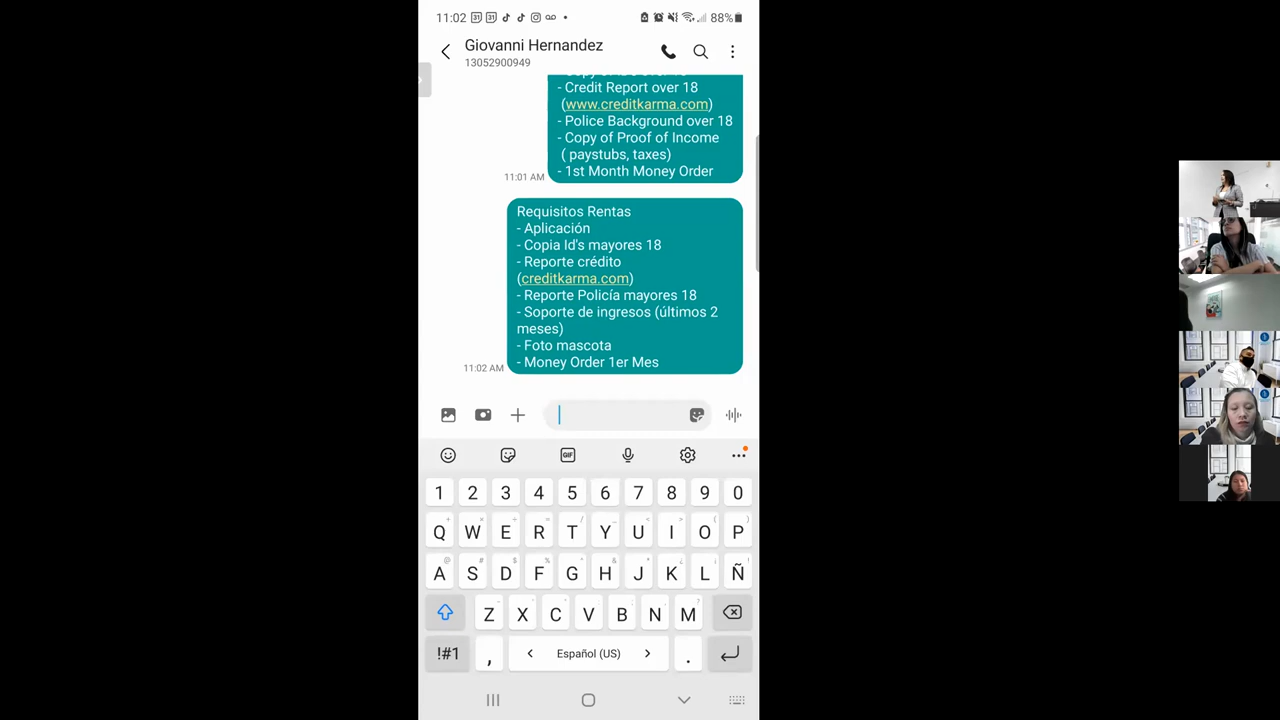 11:02
88%
Giovanni Hernandez
13052900949
- Credit Report over 18
(www.creditkarma.com)
- Police Background over 18
- Copy of Proof of Income
( paystubs, taxes)
- 1st Month Money Order
11:01 AM
Requisitos Rentas
- Aplicación
- Copia Id's mayores 18
- Reporte crédito
(creditkarma.com)
- Reporte Policía mayores 18
- Soporte de ingresos (últimos 2
meses)
- Foto mascota
- Money Order 1er Mes
11:02 AM
GIF
1 2 3 4 5 6 7 8 9 0
Q W E R T Y U I O P
A S D F G H J K L Ñ
Z X C V B N M
!#1 , < Español (US) > .